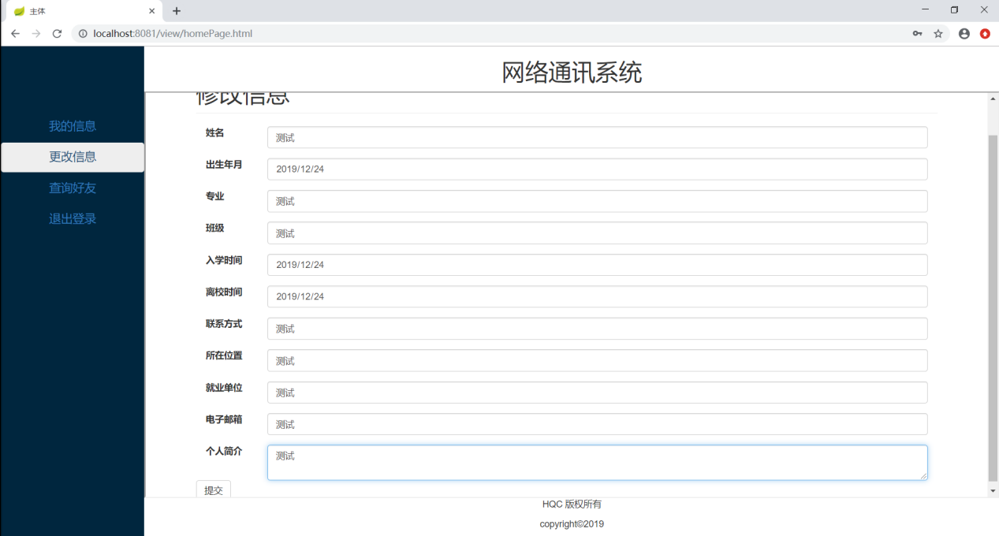 主体
localhost:8081/view/homePage.html
网络通讯系统
我的信息
更改信息
查询好友
退出登录
修改信息
姓名 测试
出生年月 2019/12/24
专业 测试
班级 测试
入学时间 2019/12/24
离校时间 2019/12/24
联系方式 测试
所在位置 测试
就业单位 测试
电子邮箱 测试
个人简介 测试
提交
HQC 版权所有
copyright©2019